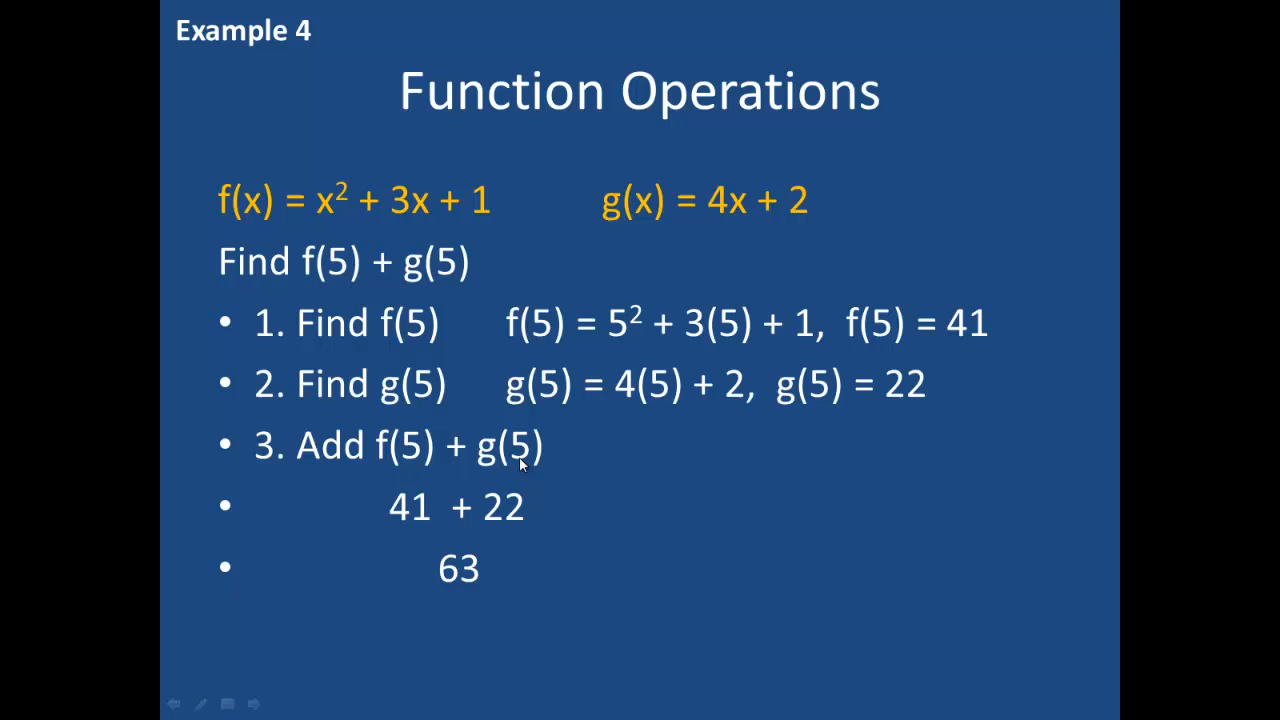 Example 4
Function Operations
f(x) = x² + 3x + 1 g(x) = 4x + 2
Find f(5) + g(5)
• 1. Find f(5) f(5) = 5² + 3(5) + 1, f(5) = 41
• 2. Find g(5) g(5) = 4(5) + 2, g(5) = 22
• 3. Add f(5) + g(5)
• 41 + 22
• 63